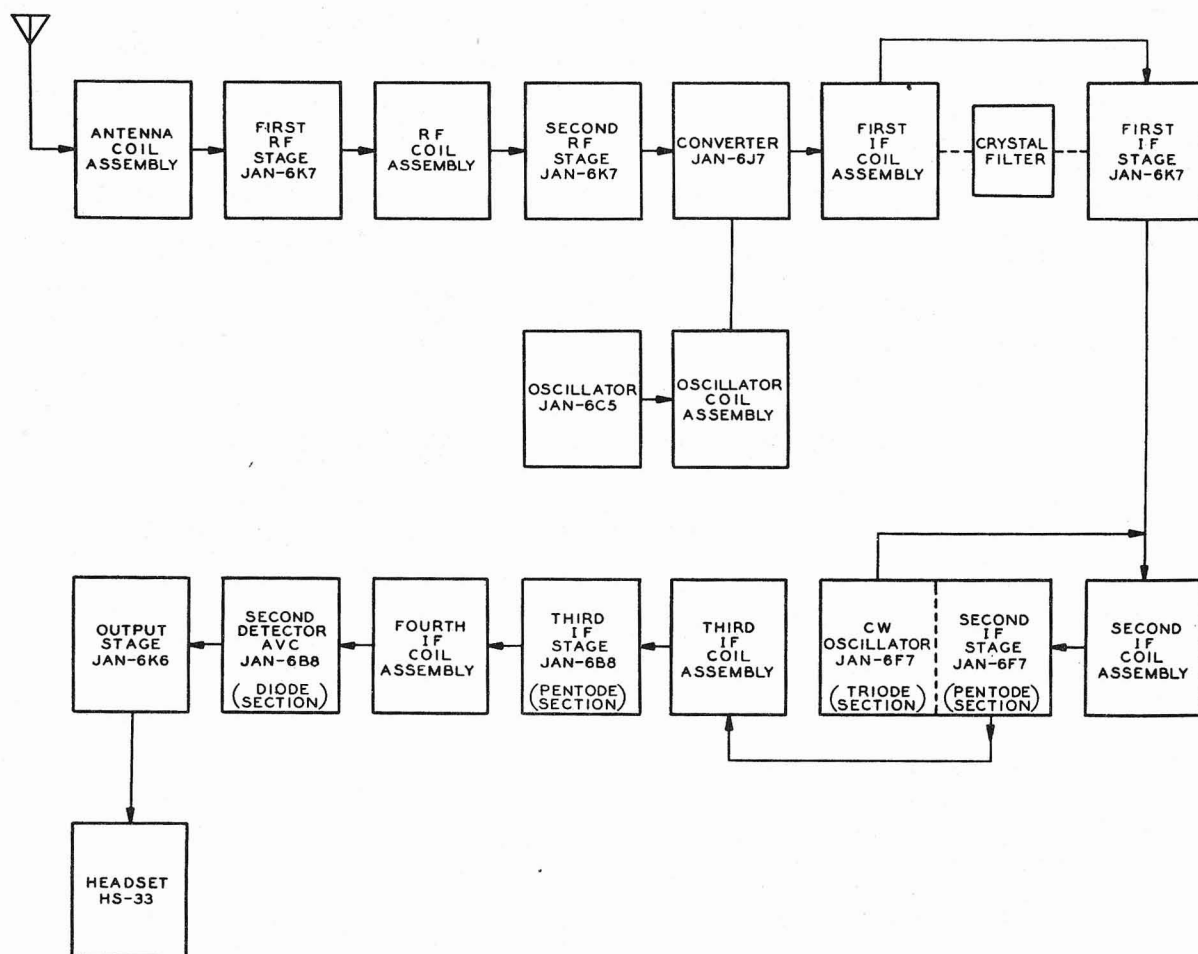 ANTENNA
COIL
ASSEMBLY
FIRST
RF
STAGE
JAN-6K7
RF
COIL
ASSEMBLY
SECOND
RF
STAGE
JAN-6K7
CONVERTER
JAN-6J7
FIRST
IF
COIL
ASSEMBLY
CRYSTAL
FILTER
FIRST
IF
STAGE
JAN-6K7
OSCILLATOR
JAN-6C5
OSCILLATOR
COIL
ASSEMBLY
OUTPUT
STAGE
JAN-6K6
SECOND
DETECTOR
AVC
JAN-6B8
(DIODE
SECTION)
FOURTH
IF
COIL
ASSEMBLY
THIRD
IF
STAGE
JAN-6B8
(PENTODE
SECTION)
THIRD
IF COIL
ASSEMBLY
CW
OSCILLATOR
JAN-6F7
(TRIODE
SECTION)
SECOND
IF STAGE
JAN-6F7
(PENTODE
SECTION)
SECOND
IF
COIL
ASSEMBLY
HEADSET
HS-33